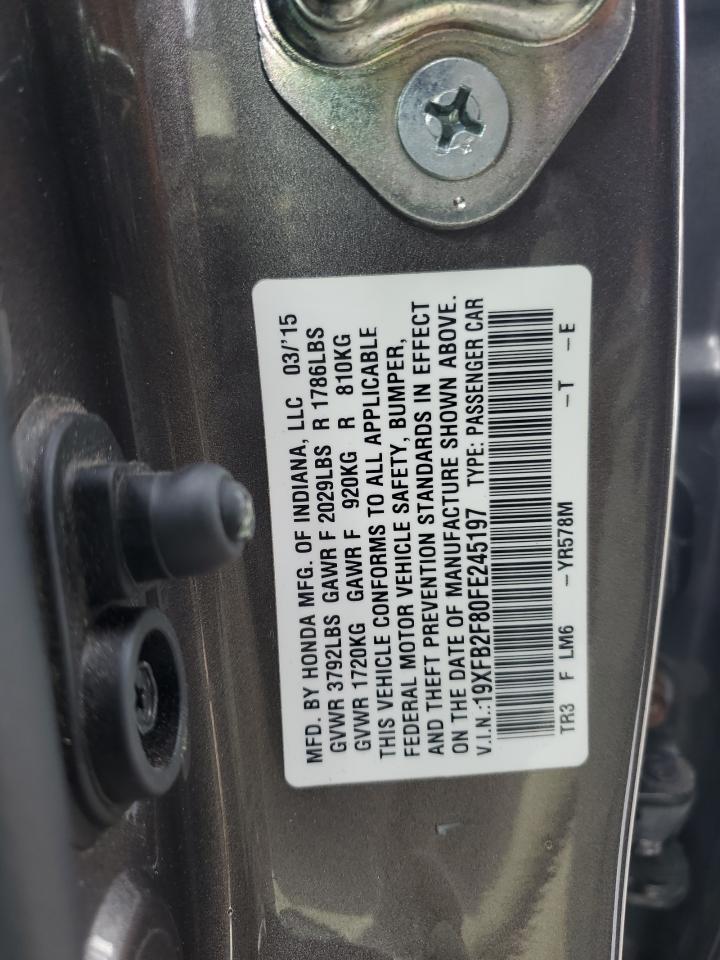 MFD. BY HONDA MFG. OF INDIANA, LLC 03/'15
GVWR 3792LBS GAWR F 2029LBS R 1786LBS
GVWR 1720KG GAWR F 920KG R 810KG
THIS VEHICLE CONFORMS TO ALL APPLICABLE
FEDERAL MOTOR VEHICLE SAFETY, BUMPER,
AND THEFT PREVENTION STANDARDS IN EFFECT
ON THE DATE OF MANUFACTURE SHOWN ABOVE.
V.I.N.:19XFB2F80FE245197 TYPE: PASSENGER CAR
TR3 F LM6 -YR578M -T -E